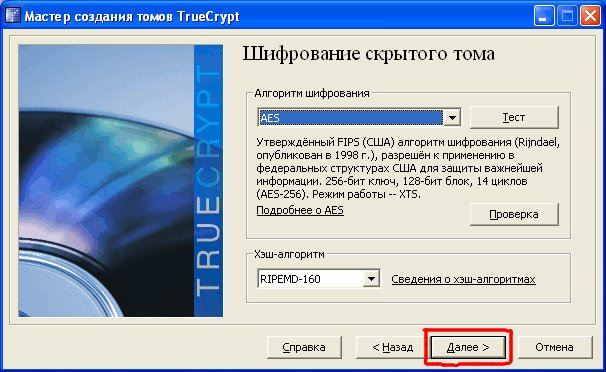 Мастер создания томов TrueCrypt
TRUECRYPT
Шифрование скрытого тома
Алгоритм шифрования
AES
Тест
Утверждённый FIPS (США) алгоритм шифрования (Rijndael,
опубликован в 1998 г.), разрешён к применению в
федеральных структурах США для защиты важнейшей
информации. 256-бит ключ, 128-бит блок, 14 циклов
(AES-256). Режим работы -- XTS.
Подробнее о AES
Проверка
Хэш-алгоритм
RIPEMD-160
Сведения о хэш-алгоритмах
Справка
< Назад
Далее >
Отмена